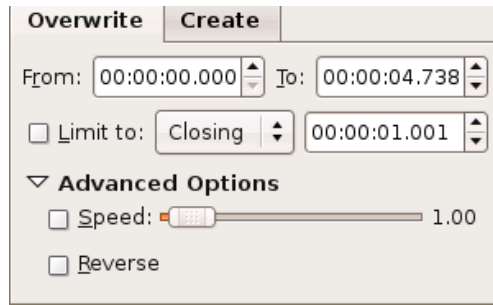 Overwrite Create
From: 00:00:00.000 To: 00:00:04.738
Limit to: Closing 00:00:01.001
Advanced Options
Speed: 1.00
Reverse